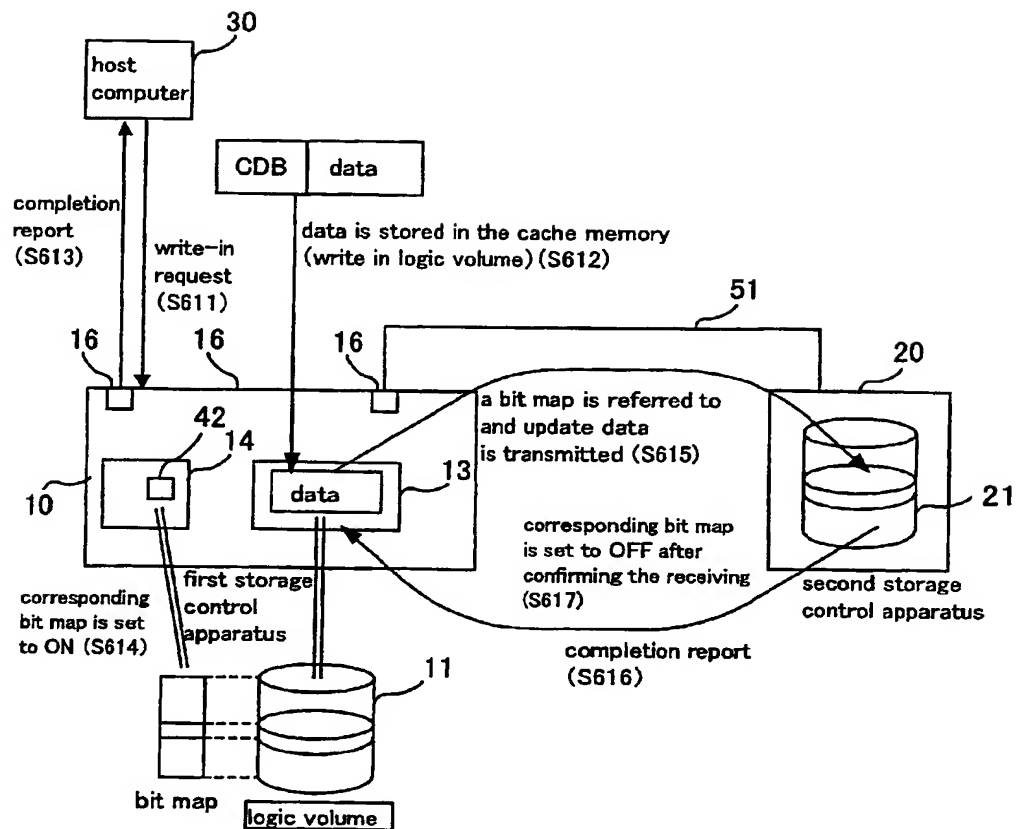 30
host
computer
CDB data
completion
report
(S613)
write-in
request
(S611)
data is stored in the cache memory
(write in logic volume) (S612)
51
16
16
16
20
a bit map is referred to
and update data
is transmitted (S615)
42
14
13
10
data
21
corresponding bit map
is set to OFF after
confirming the receiving
(S617)
second storage
control apparatus
first storage
control
apparatus
corresponding
bit map is set
to ON (S614)
completion report
(S616)
11
bit map
logic volume